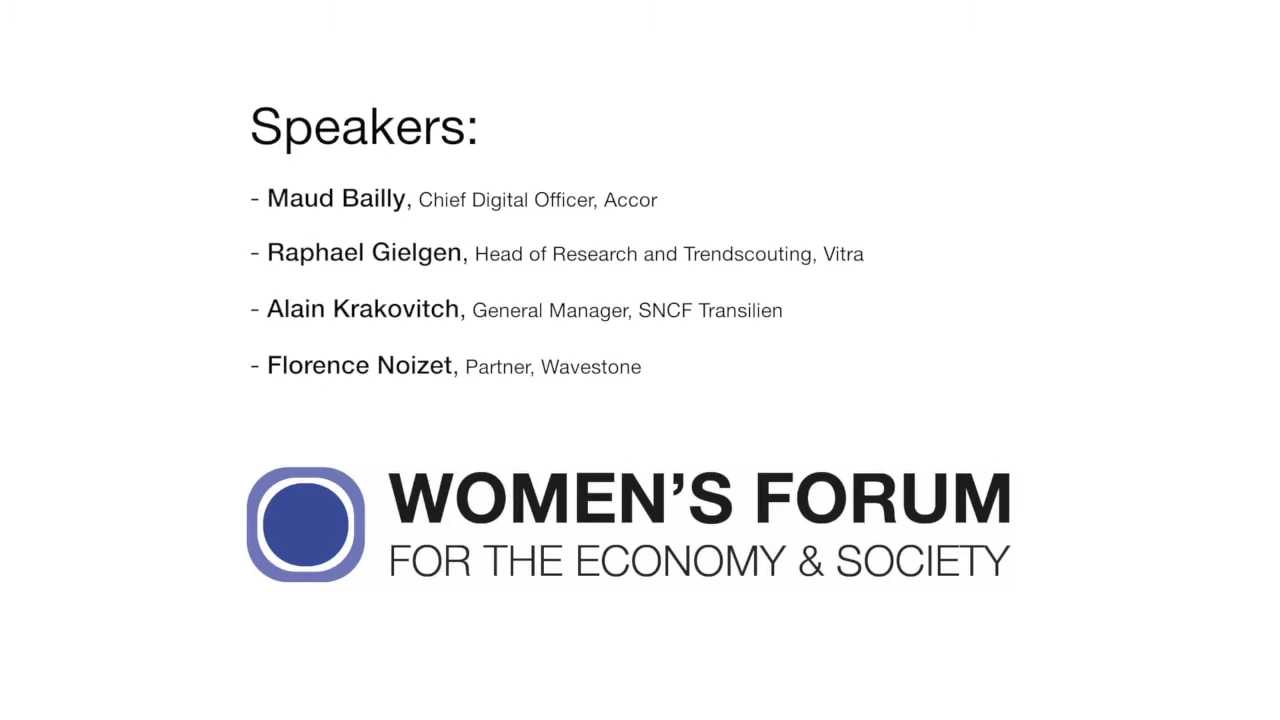 Speakers:
- Maud Bailly, Chief Digital Officer, Accor
- Raphael Gielgen, Head of Research and Trendscouting, Vitra
- Alain Krakovitch, General Manager, SNCF Transilien
- Florence Noizet, Partner, Wavestone
WOMEN'S FORUM
FOR THE ECONOMY & SOCIETY